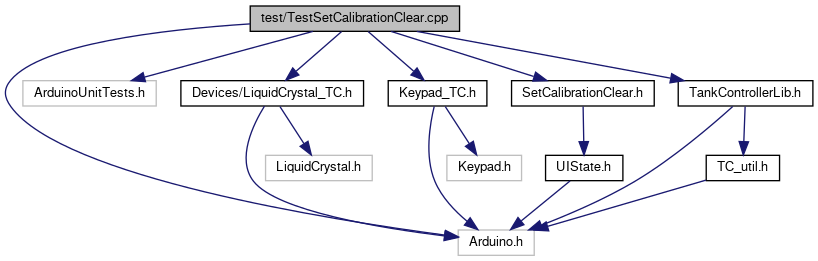 test/TestSetCalibrationClear.cpp
ArduinoUnitTests.h
Devices/LiquidCrystal_TC.h
Keypad_TC.h
SetCalibrationClear.h
TankControllerLib.h
LiquidCrystal.h
Keypad.h
UIState.h
TC_util.h
Arduino.h